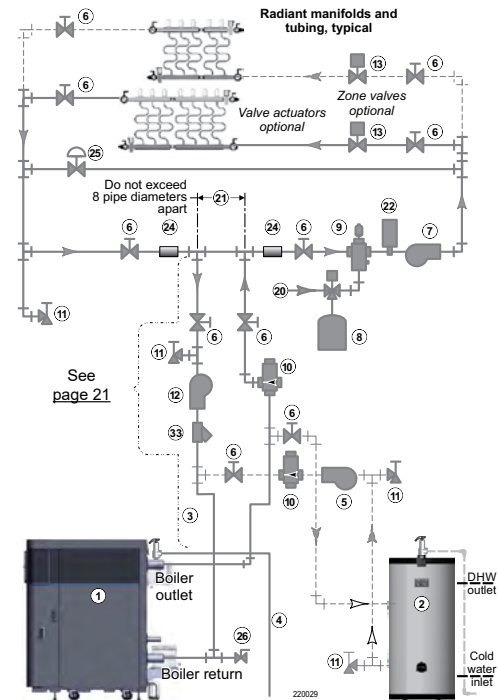 Radiant manifolds and
tubing, typical
6
6
13
6
Valve actuators
optional
Zone valves
optional
13
6
25
Do not exceed
8 pipe diameters
apart
21
6
24
24
6
9
22
7
20
8
11
6
6
11
10
12
See
page 21
33
6
6
10
5
11
3
1
Boiler
outlet
4
2
DHW
outlet
26
11
Cold
water
inlet
Boiler return
220029